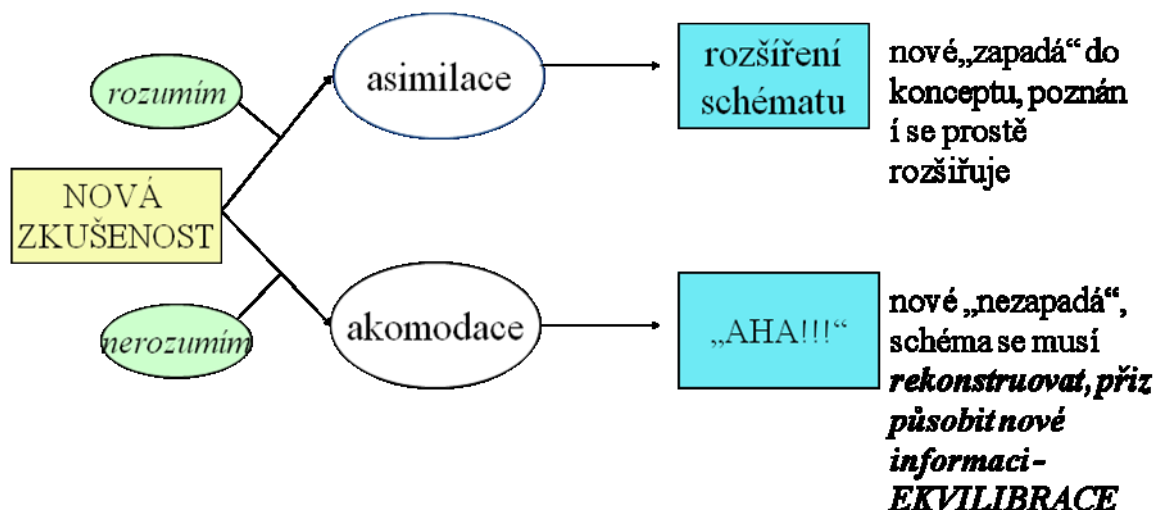 rozumím
asimilace
rozšíření
schématu
nové„zapadá“ do
konceptu, poznán
í se prostě
rozšiřuje
NOVÁ
ZKUŠENOST
nerozumím
akomodace
„AHA!!!“
nové „nezapadá“,
schéma se musí
rekonstruovat, přiz
působit nové
informaci-
EKVILIBRACE